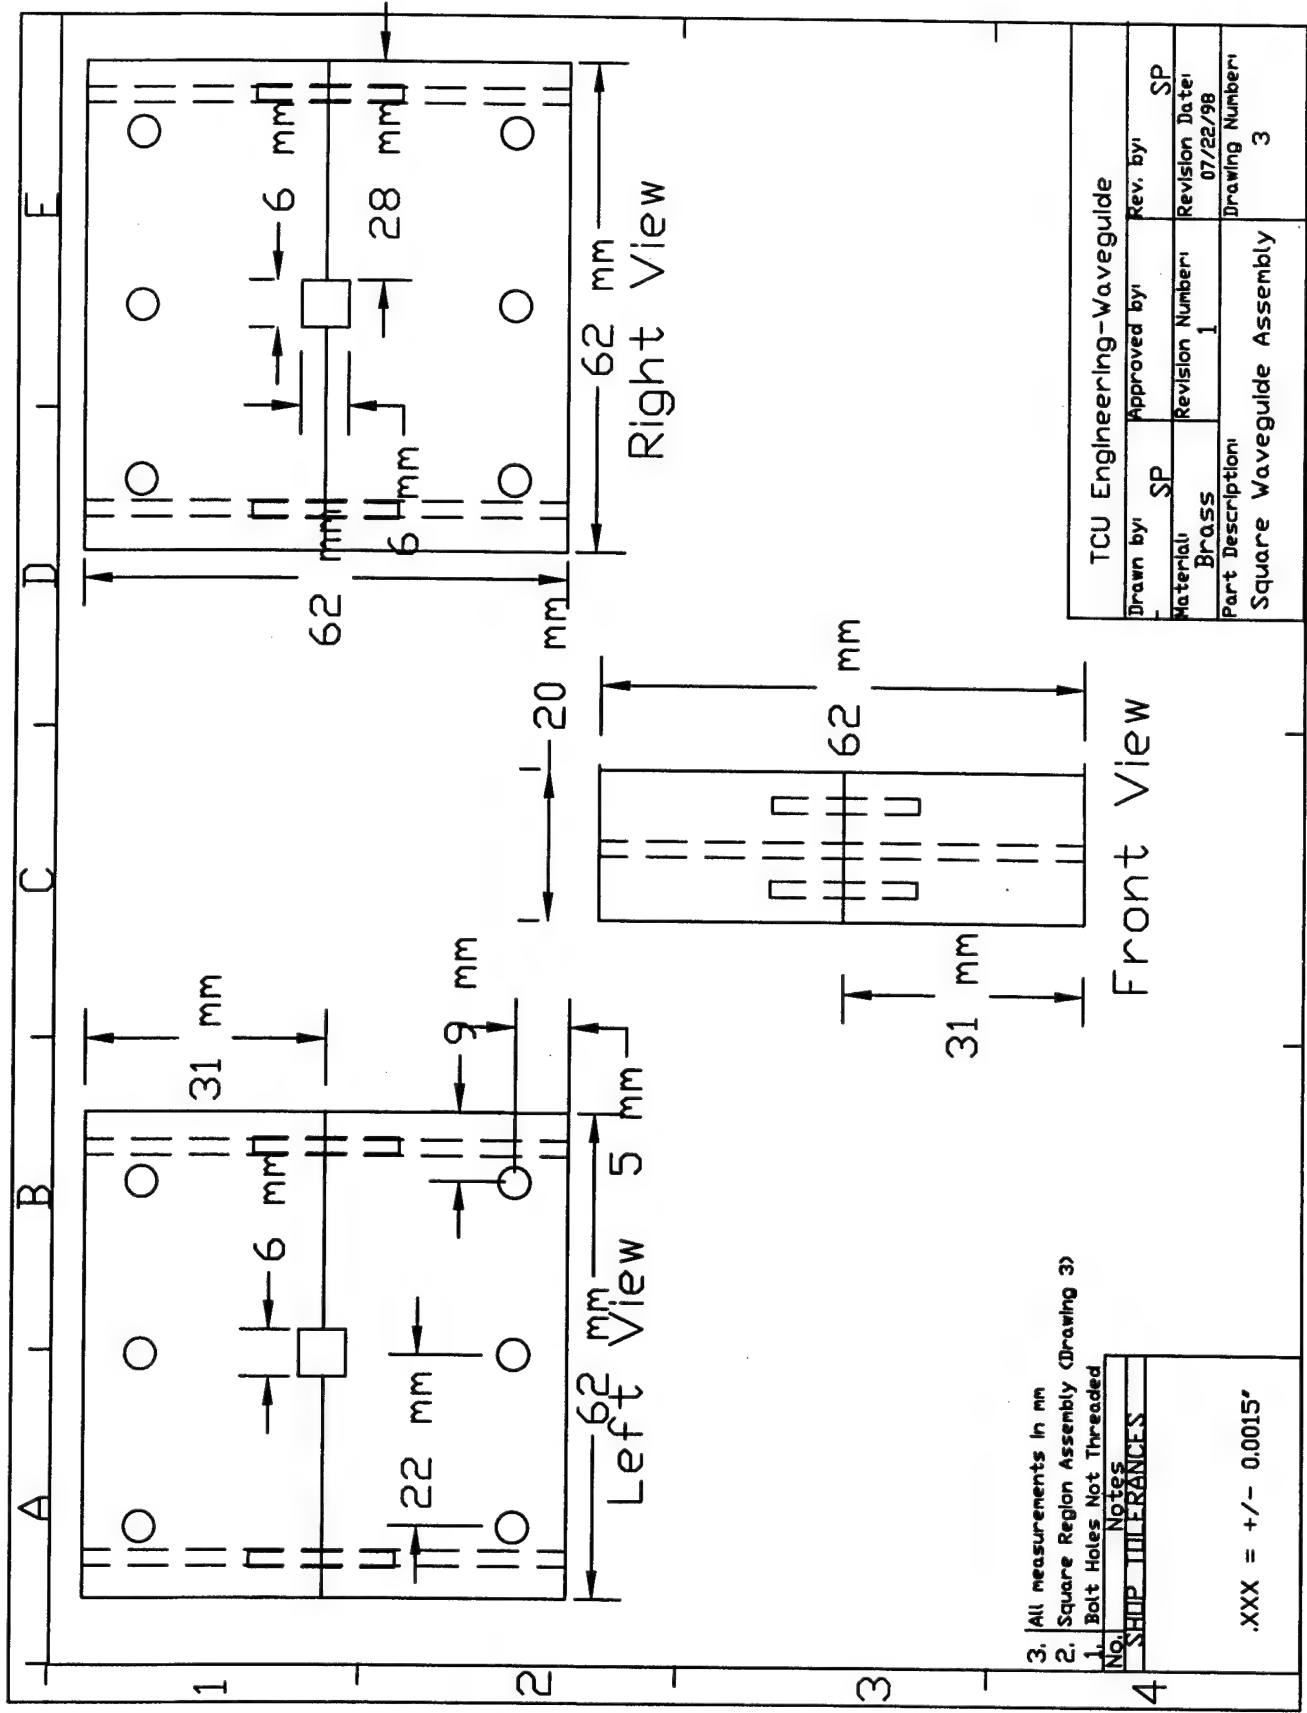 A
B
C
D
F
1
2
3
4
31 mm
6 mm
22 mm
9 mm
5 mm
62 mm
Left View
20 mm
62 mm
31 mm
Front View
6 mm
28 mm
6 mm
62 mm
mm
62 mm
Right View
3. All measurements in mm
2. Square Region Assembly (Drawing 3)
1. Bolt Holes Not Threaded
No. Notes
SHOP TOLERANCES
.XXX = +/- 0.0015"
TCU Engineering-Waveguide
Drawn by: SP
Approved by:
Rev. by: SP
Material: Brass
Revision Number: 1
Revision Date: 07/22/98
Part Description:
Square Waveguide Assembly
Drawing Number: 3